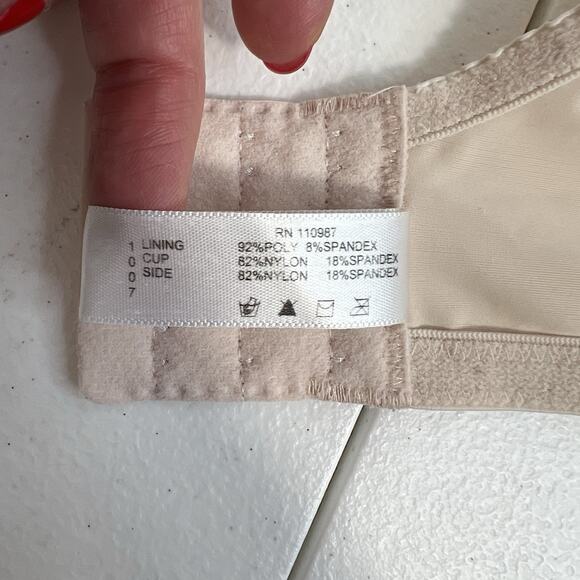 RN 110987
1 LINING 92%POLY 8%SPANDEX
0 CUP 82%NYLON 18%SPANDEX
0 SIDE 82%NYLON 18%SPANDEX
7